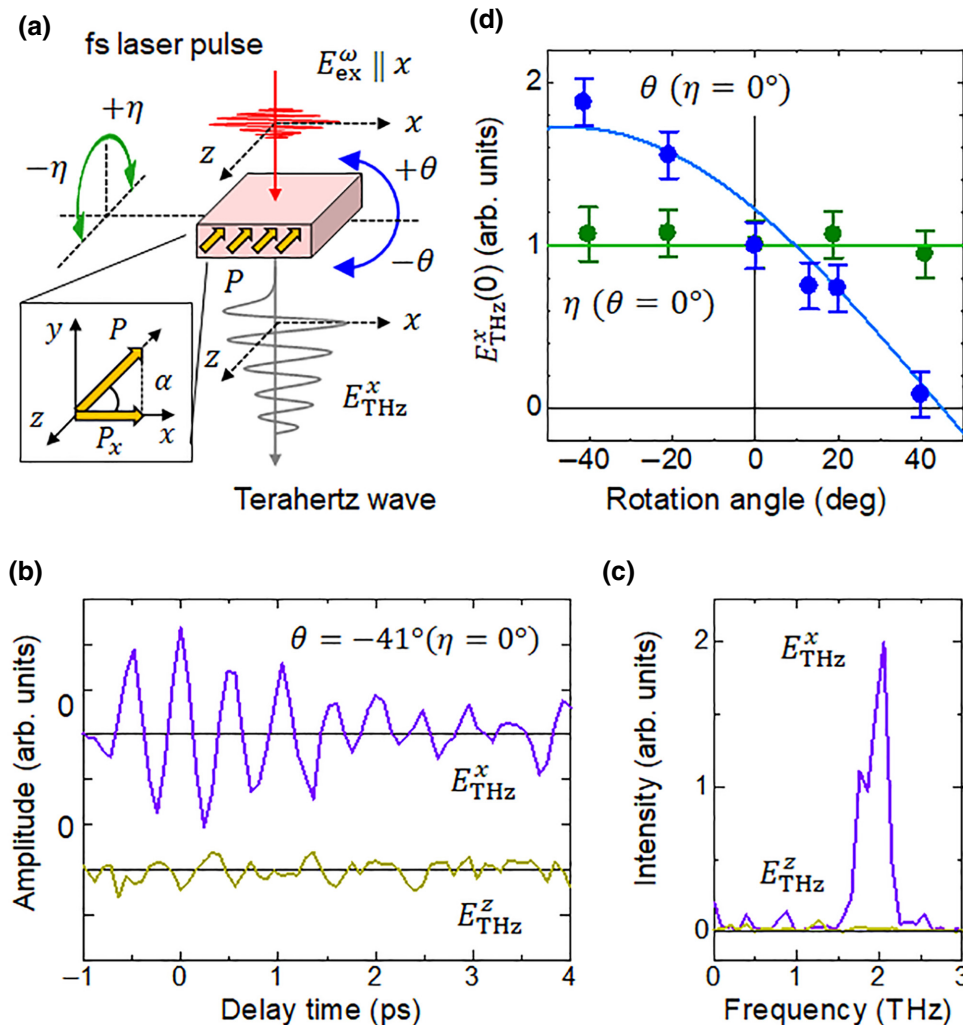 (a)
fs laser pulse
E_ex^ω ∥ x
+η
−η
x
z
+θ
−θ
P
x
z
E_THz^x
y
P
α
z
P_x
x
Terahertz wave
(d)
E_THz^x(0) (arb. units)
2
1
0
θ (η = 0°)
η (θ = 0°)
−40 −20 0 20 40
Rotation angle (deg)
(b)
Amplitude (arb. units)
0
0
θ = −41°(η = 0°)
E_THz^x
E_THz^z
−1 0 1 2 3 4
Delay time (ps)
(c)
Intensity (arb. units)
2
1
0
E_THz^x
E_THz^z
0 1 2 3
Frequency (THz)